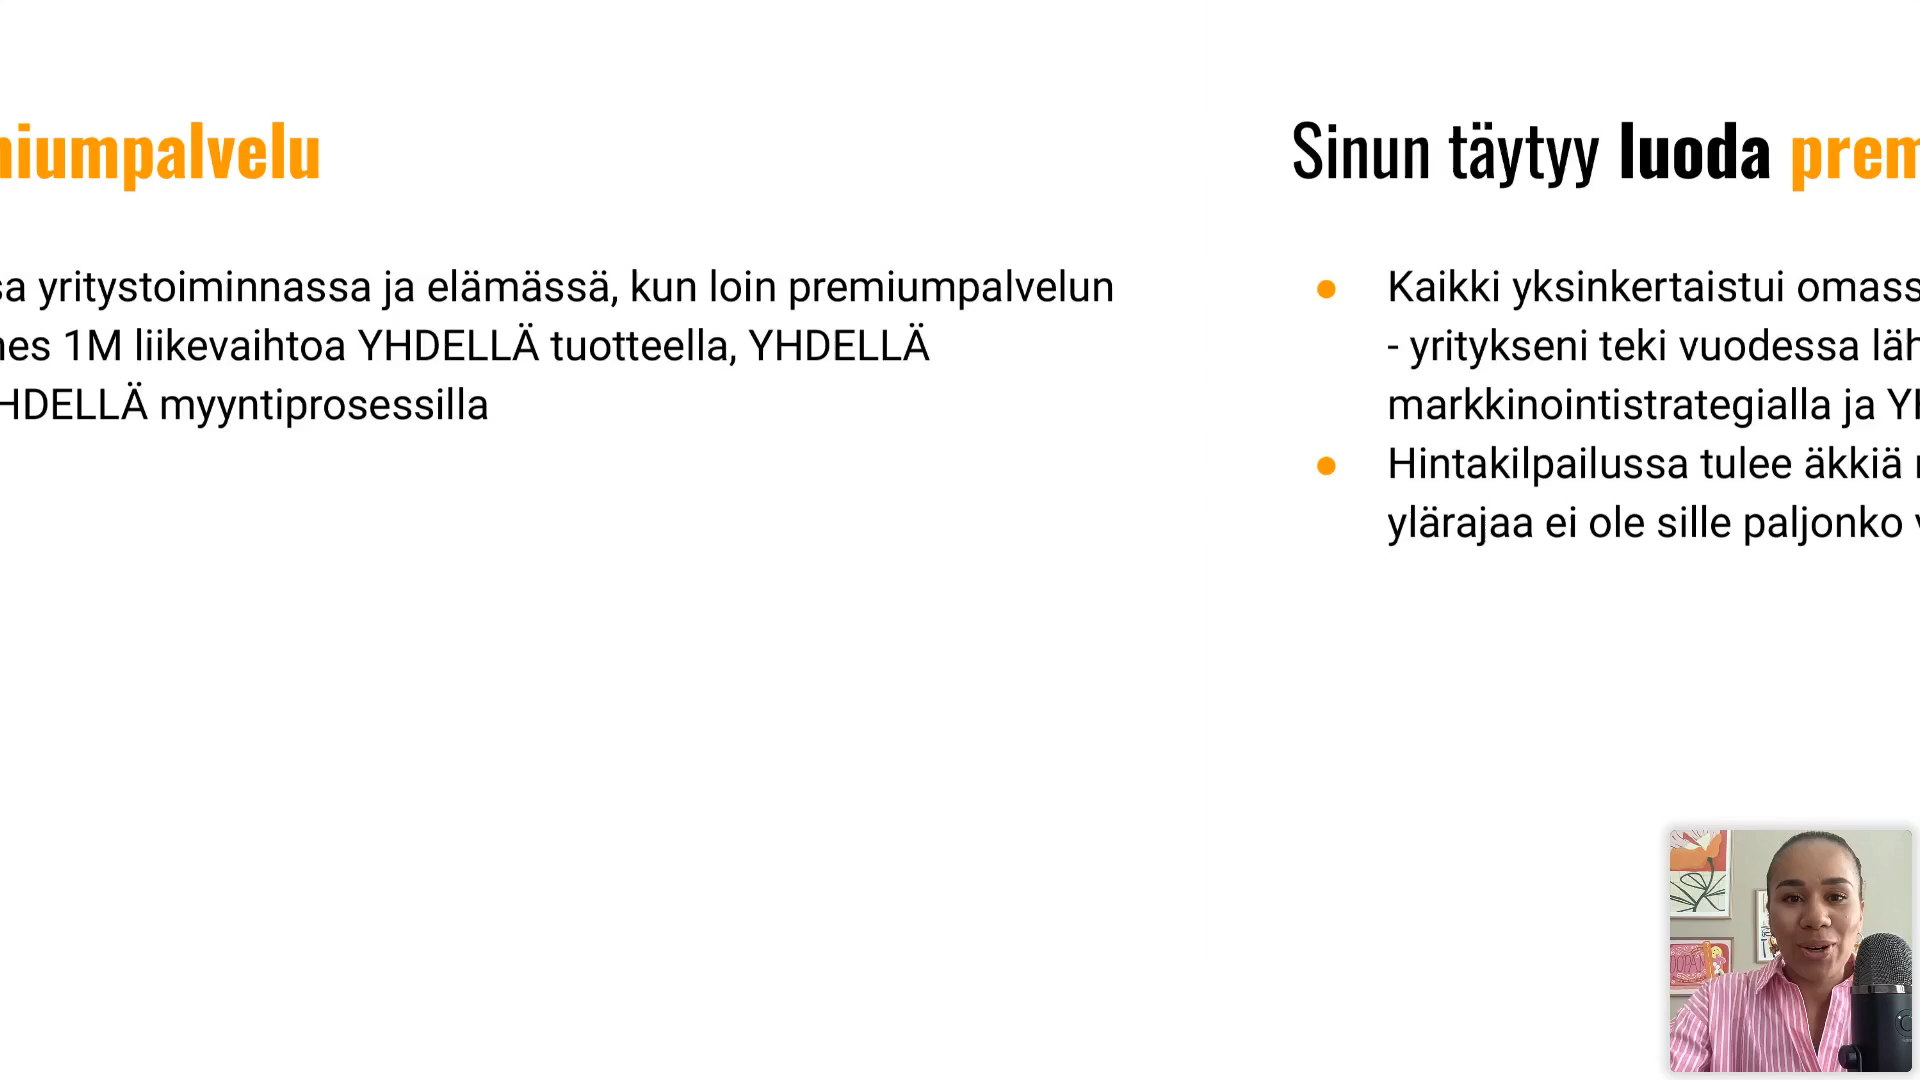 miumpalvelu
sa yritystoiminnassa ja elämässä, kun loin premiumpalvelun
nes 1M liikevaihtoa YHDELLÄ tuotteella, YHDELLÄ
HDELLÄ myyntiprosessilla
Sinun täytyy luoda prem
Kaikki yksinkertaistui omass
- yritykseni teki vuodessa läh
markkinointistrategialla ja YH
Hintakilpailussa tulee äkkiä
ylärajaa ei ole sille paljonko